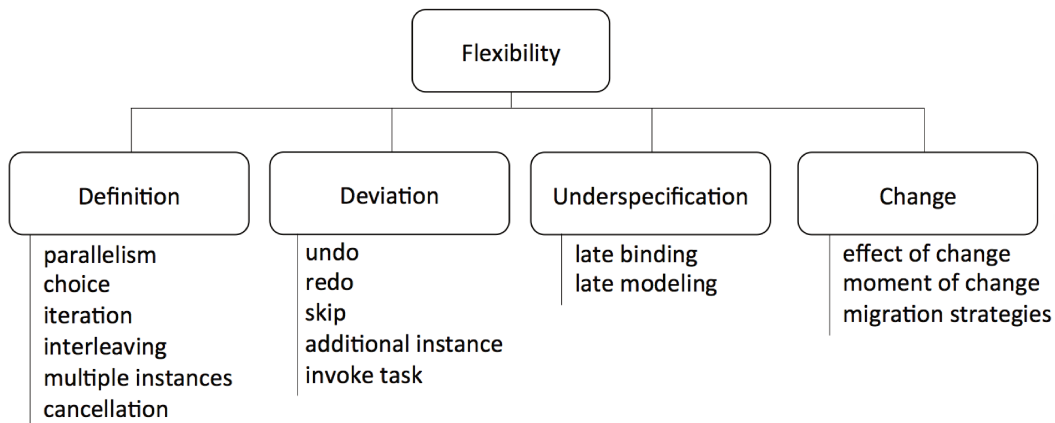 Flexibility
Definition
parallelism
choice
iteration
interleaving
multiple instances
cancellation
Deviation
undo
redo
skip
additional instance
invoke task
Underspecification
late binding
late modeling
Change
effect of change
moment of change
migration strategies